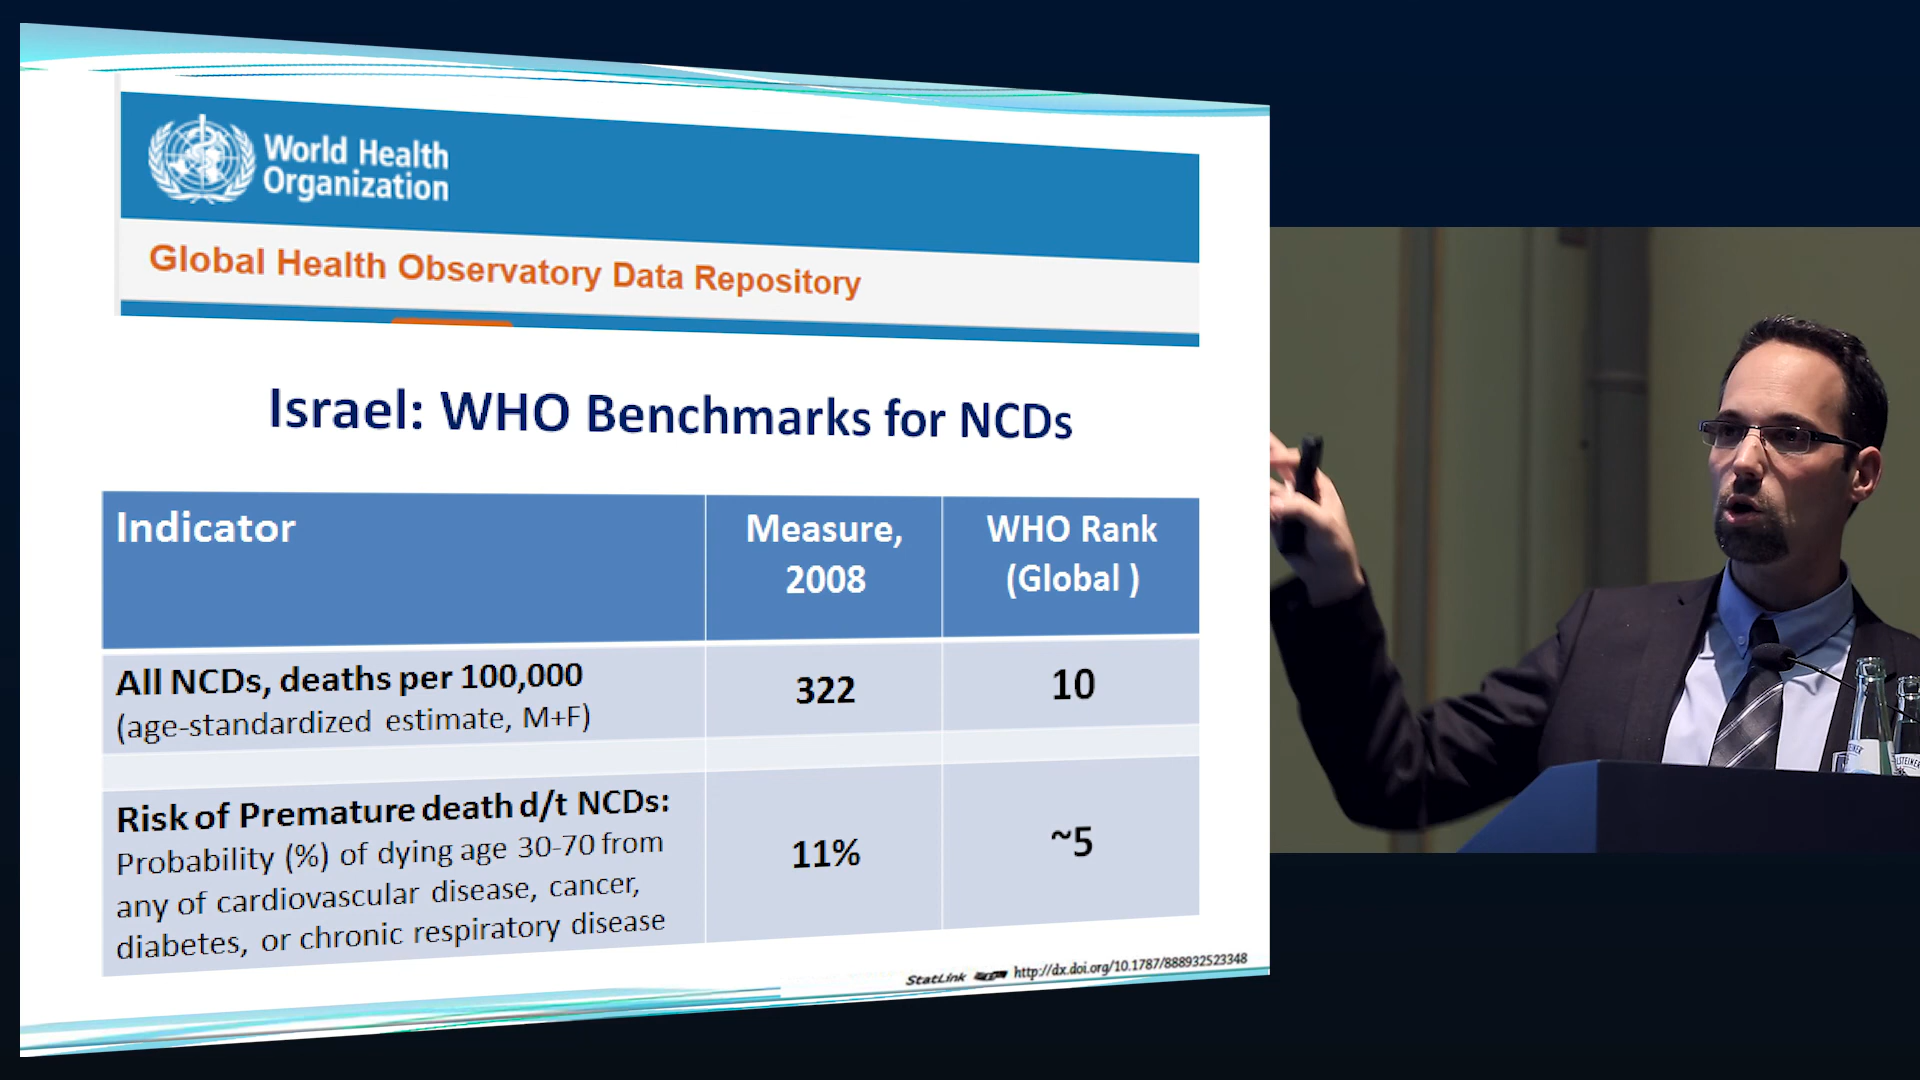 World Health
Organization
Global Health Observatory Data Repository
Israel: WHO Benchmarks for NCDs
Indicator
Measure,
2008
WHO Rank
(Global )
All NCDs, deaths per 100,000
(age-standardized estimate, M+F)
322
10
Risk of Premature death d/t NCDs:
Probability (%) of dying age 30-70 from
any of cardiovascular disease, cancer,
diabetes, or chronic respiratory disease
11%
~5
StatLink http://dx.doi.org/10.1787/888932523348